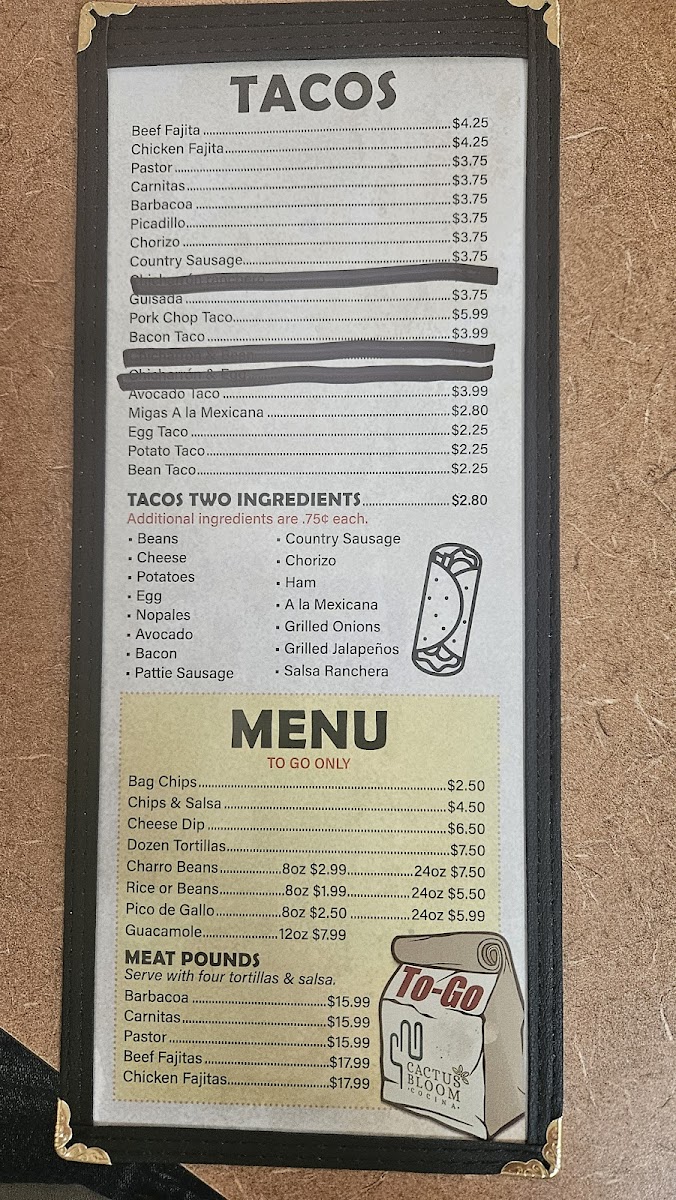 TACOS
Beef Fajita $4.25
Chicken Fajita $4.25
Pastor $3.75
Carnitas $3.75
Barbacoa $3.75
Picadillo $3.75
Chorizo $3.75
Country Sausage $3.75
Guisada $3.75
Pork Chop Taco $5.99
Bacon Taco $3.99
Avocado Taco $3.99
Migas A la Mexicana $2.80
Egg Taco $2.25
Potato Taco $2.25
Bean Taco $2.25
TACOS TWO INGREDIENTS $2.80
Additional ingredients are .75¢ each.
• Beans
• Cheese
• Potatoes
• Egg
• Nopales
• Avocado
• Bacon
• Pattie Sausage
• Country Sausage
• Chorizo
• Ham
• A la Mexicana
• Grilled Onions
• Grilled Jalapeños
• Salsa Ranchera
MENU
TO GO ONLY
Bag Chips $2.50
Chips & Salsa $4.50
Cheese Dip $6.50
Dozen Tortillas $7.50
Charro Beans 8oz $2.99 24oz $7.50
Rice or Beans 8oz $1.99 24oz $5.50
Pico de Gallo 8oz $2.50 24oz $5.99
Guacamole 12oz $7.99
MEAT POUNDS
Serve with four tortillas & salsa.
Barbacoa $15.99
Carnitas $15.99
Pastor $15.99
Beef Fajitas $17.99
Chicken Fajitas $17.99
To-Go
CACTUS
BLOOM
•COCINA•